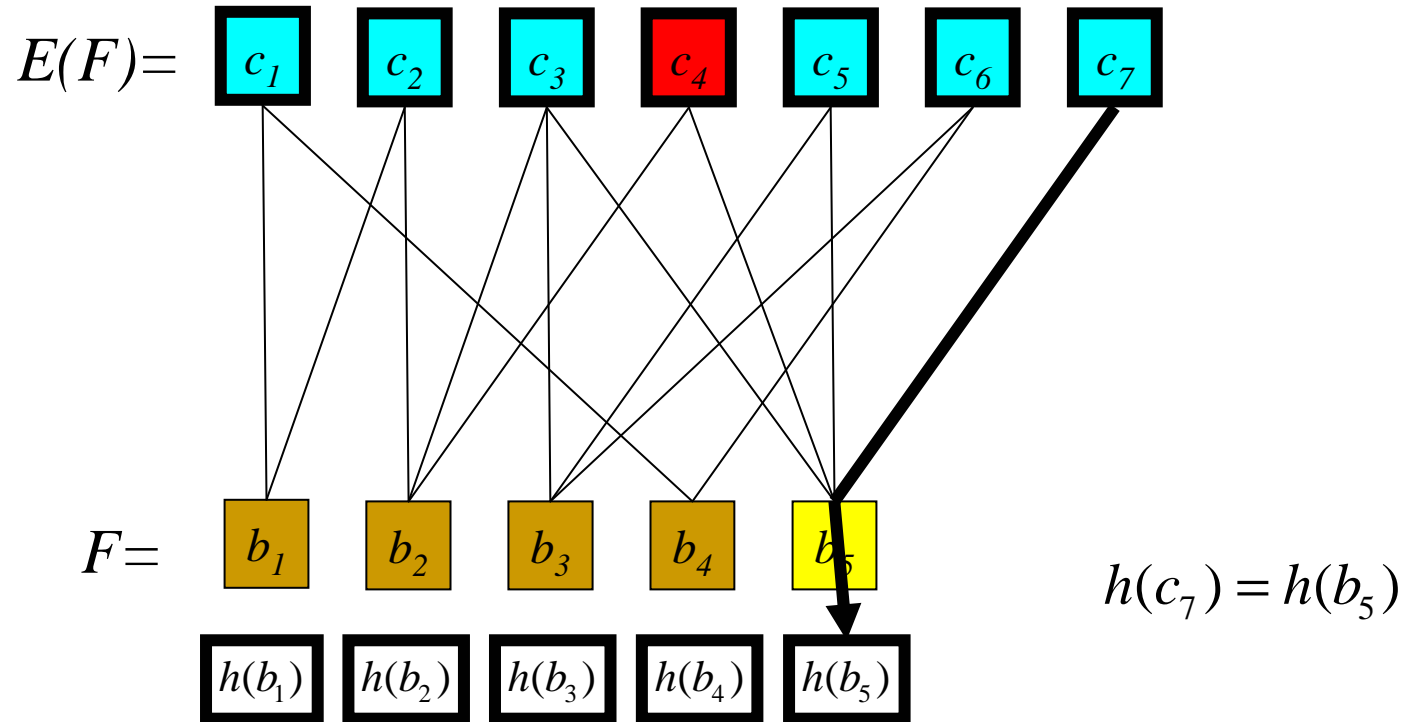 E(F)= c₁ c₂ c₃ c₄ c₅ c₆ c₇
F= b₁ b₂ b₃ b₄ b₅
h(c₇) = h(b₅)
h(b₁) h(b₂) h(b₃) h(b₄) h(b₅)